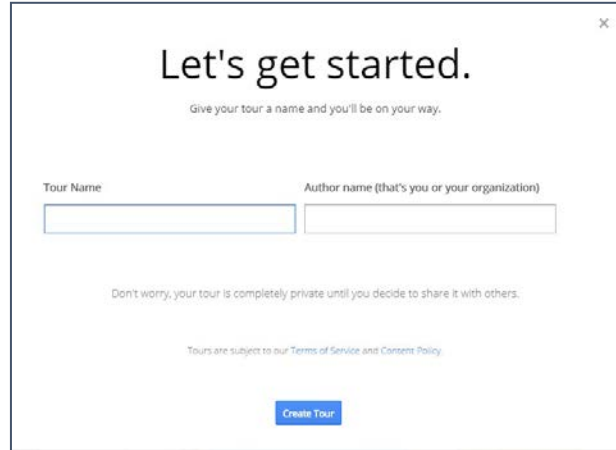 Let's get started.
Give your tour a name and you'll be on your way.
Tour Name
Author name (that's you or your organization)
Don't worry, your tour is completely private until you decide to share it with others.
Tours are subject to our Terms of Service and Content Policy.
Create Tour